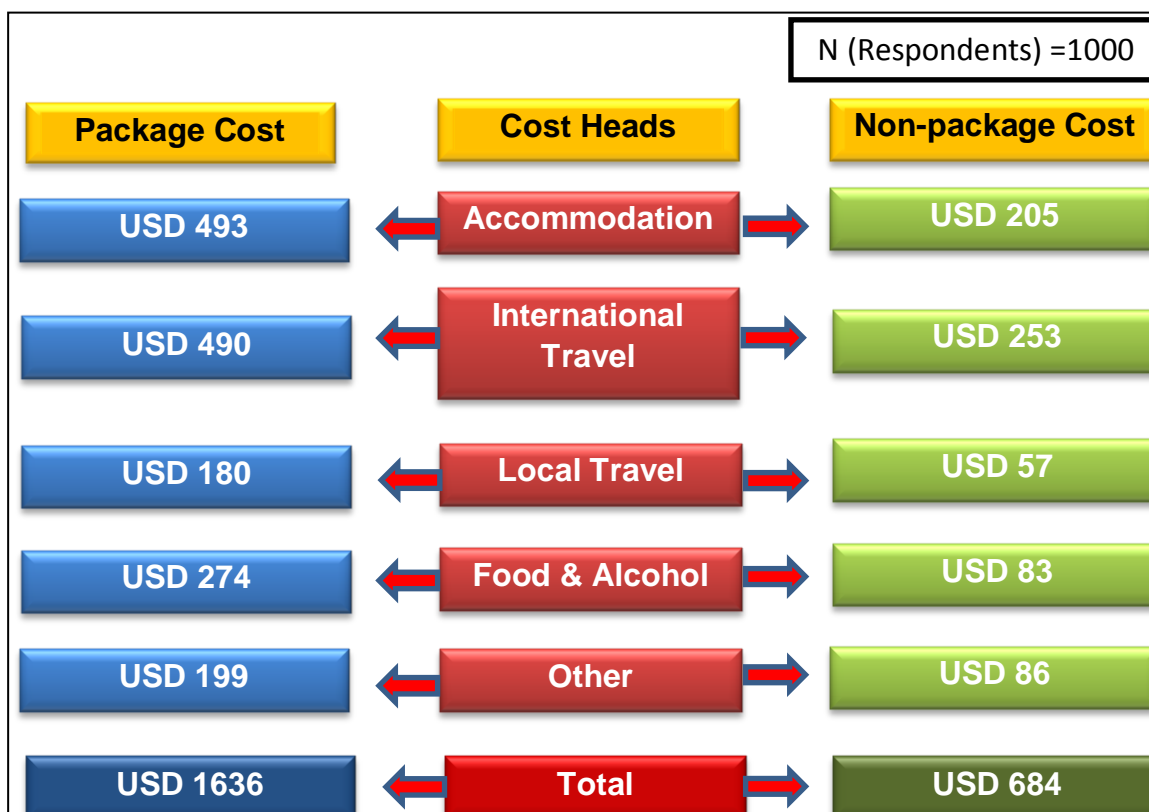 N (Respondents) =1000
Package Cost
Cost Heads
Non-package Cost
USD 493
Accommodation
USD 205
USD 490
International
Travel
USD 253
USD 180
Local Travel
USD 57
USD 274
Food & Alcohol
USD 83
USD 199
Other
USD 86
USD 1636
Total
USD 684